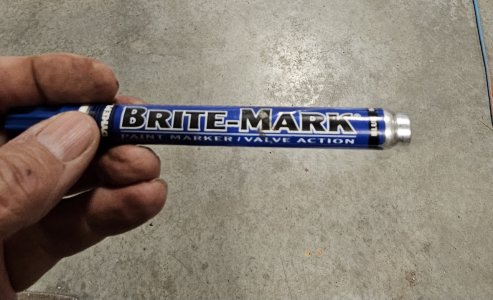 BRITE-MARK®
PAINT MARKER/VALVE ACTION